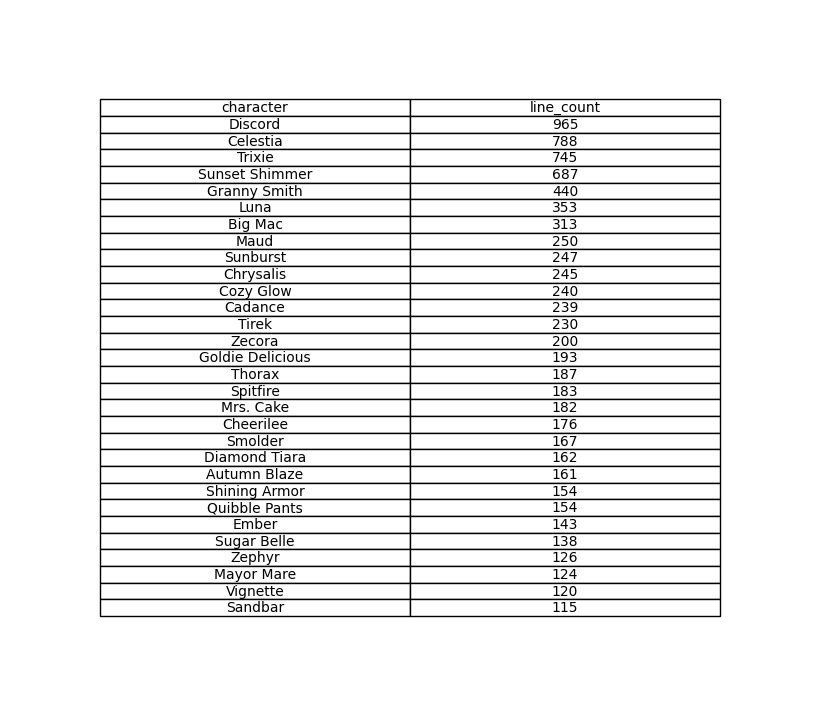 character line_count
Discord 965
Celestia 788
Trixie 745
Sunset Shimmer 687
Granny Smith 440
Luna 353
Big Mac 313
Maud 250
Sunburst 247
Chrysalis 245
Cozy Glow 240
Cadance 239
Tirek 230
Zecora 200
Goldie Delicious 193
Thorax 187
Spitfire 183
Mrs. Cake 182
Cheerilee 176
Smolder 167
Diamond Tiara 162
Autumn Blaze 161
Shining Armor 154
Quibble Pants 154
Ember 143
Sugar Belle 138
Zephyr 126
Mayor Mare 124
Vignette 120
Sandbar 115